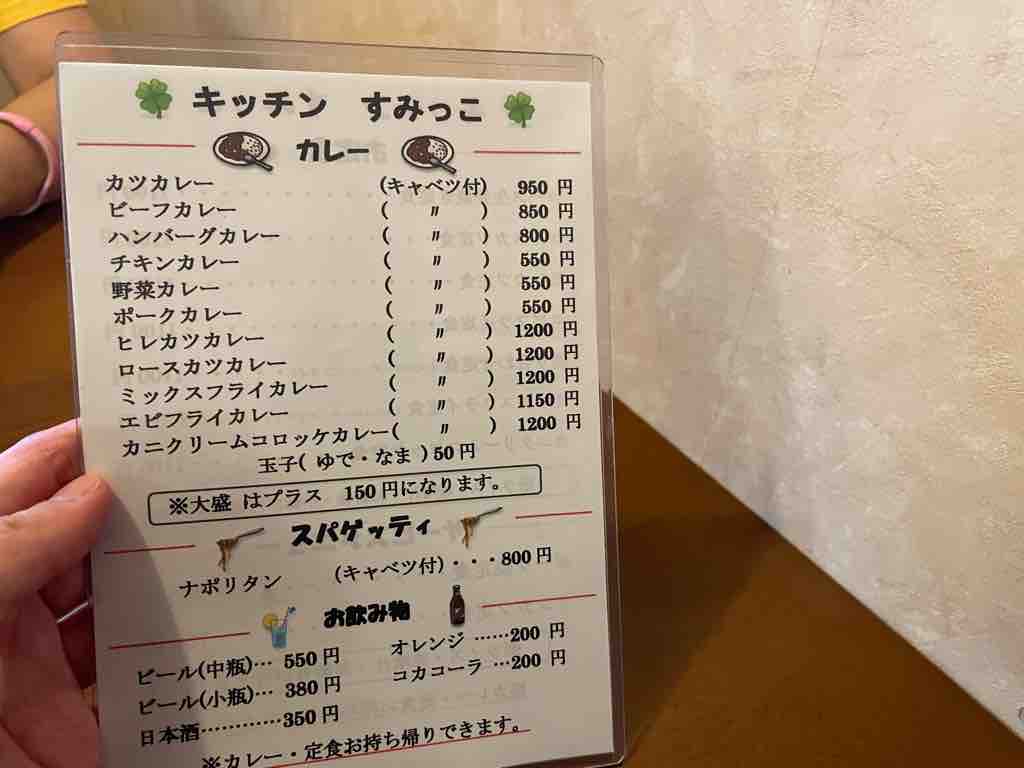 キッチン すみっこ
カレー
カツカレー (キャベツ付) 950 円
ビーフカレー ( 〃 ) 850 円
ハンバーグカレー ( 〃 ) 800 円
チキンカレー ( 〃 ) 550 円
野菜カレー ( 〃 ) 550 円
ポークカレー ( 〃 ) 550 円
ヒレカツカレー ( 〃 ) 1200 円
ロースカツカレー ( 〃 ) 1200 円
ミックスフライカレー ( 〃 ) 1200 円
エビフライカレー ( 〃 ) 1150 円
カニクリームコロッケカレー( 〃 ) 1200 円
玉子( ゆで・なま )50 円
※大盛 はプラス 150 円になります。
スパゲッティ
ナポリタン (キャベツ付)・・・800 円
お飲み物
ビール(中瓶)… 550 円 オレンジ ……200 円
ビール(小瓶)… 380 円 コカコーラ …200 円
日本酒…………350 円
※カレー・定食お持ち帰りできます。